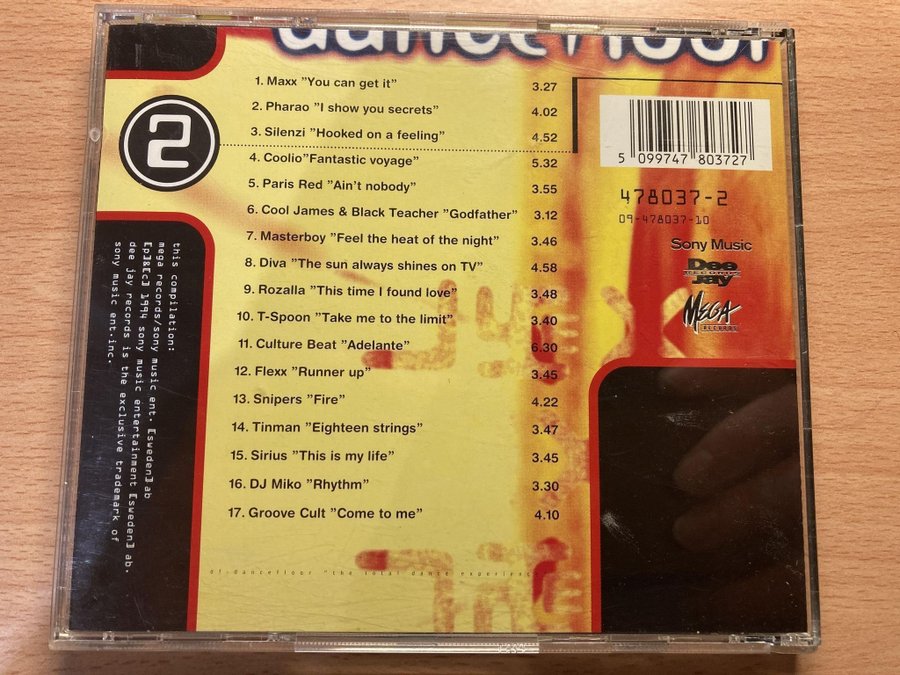 dancefloor
2
1. Maxx "You can get it" 3.27
2. Pharao "I show you secrets" 4.02
3. Silenzi "Hooked on a feeling" 4.52
4. Coolio"Fantastic voyage" 5.32
5. Paris Red "Ain't nobody" 3.55
6. Cool James & Black Teacher "Godfather" 3.12
7. Masterboy "Feel the heat of the night" 3.46
8. Diva "The sun always shines on TV" 4.58
9. Rozalla "This time I found love" 3.48
10. T-Spoon "Take me to the limit" 3.40
11. Culture Beat "Adelante" 6.30
12. Flexx "Runner up" 3.45
13. Snipers "Fire" 4.22
14. Tinman "Eighteen strings" 3.47
15. Sirius "This is my life" 3.45
16. DJ Miko "Rhythm" 3.30
17. Groove Cult "Come to me" 4.10
5 099747 803727
478037-2
09-478037-10
Sony Music
Dee
RECORDS
Jay
MEGA
RECORDS
this compilation:
mega records/sony music ent. [sweden] ab
[p]&[c] 1994 sony music entertainment [sweden] ab.
dee jay records is the exclusive trademark of
sony music ent.inc.
of-dancefloor "the total dance experience